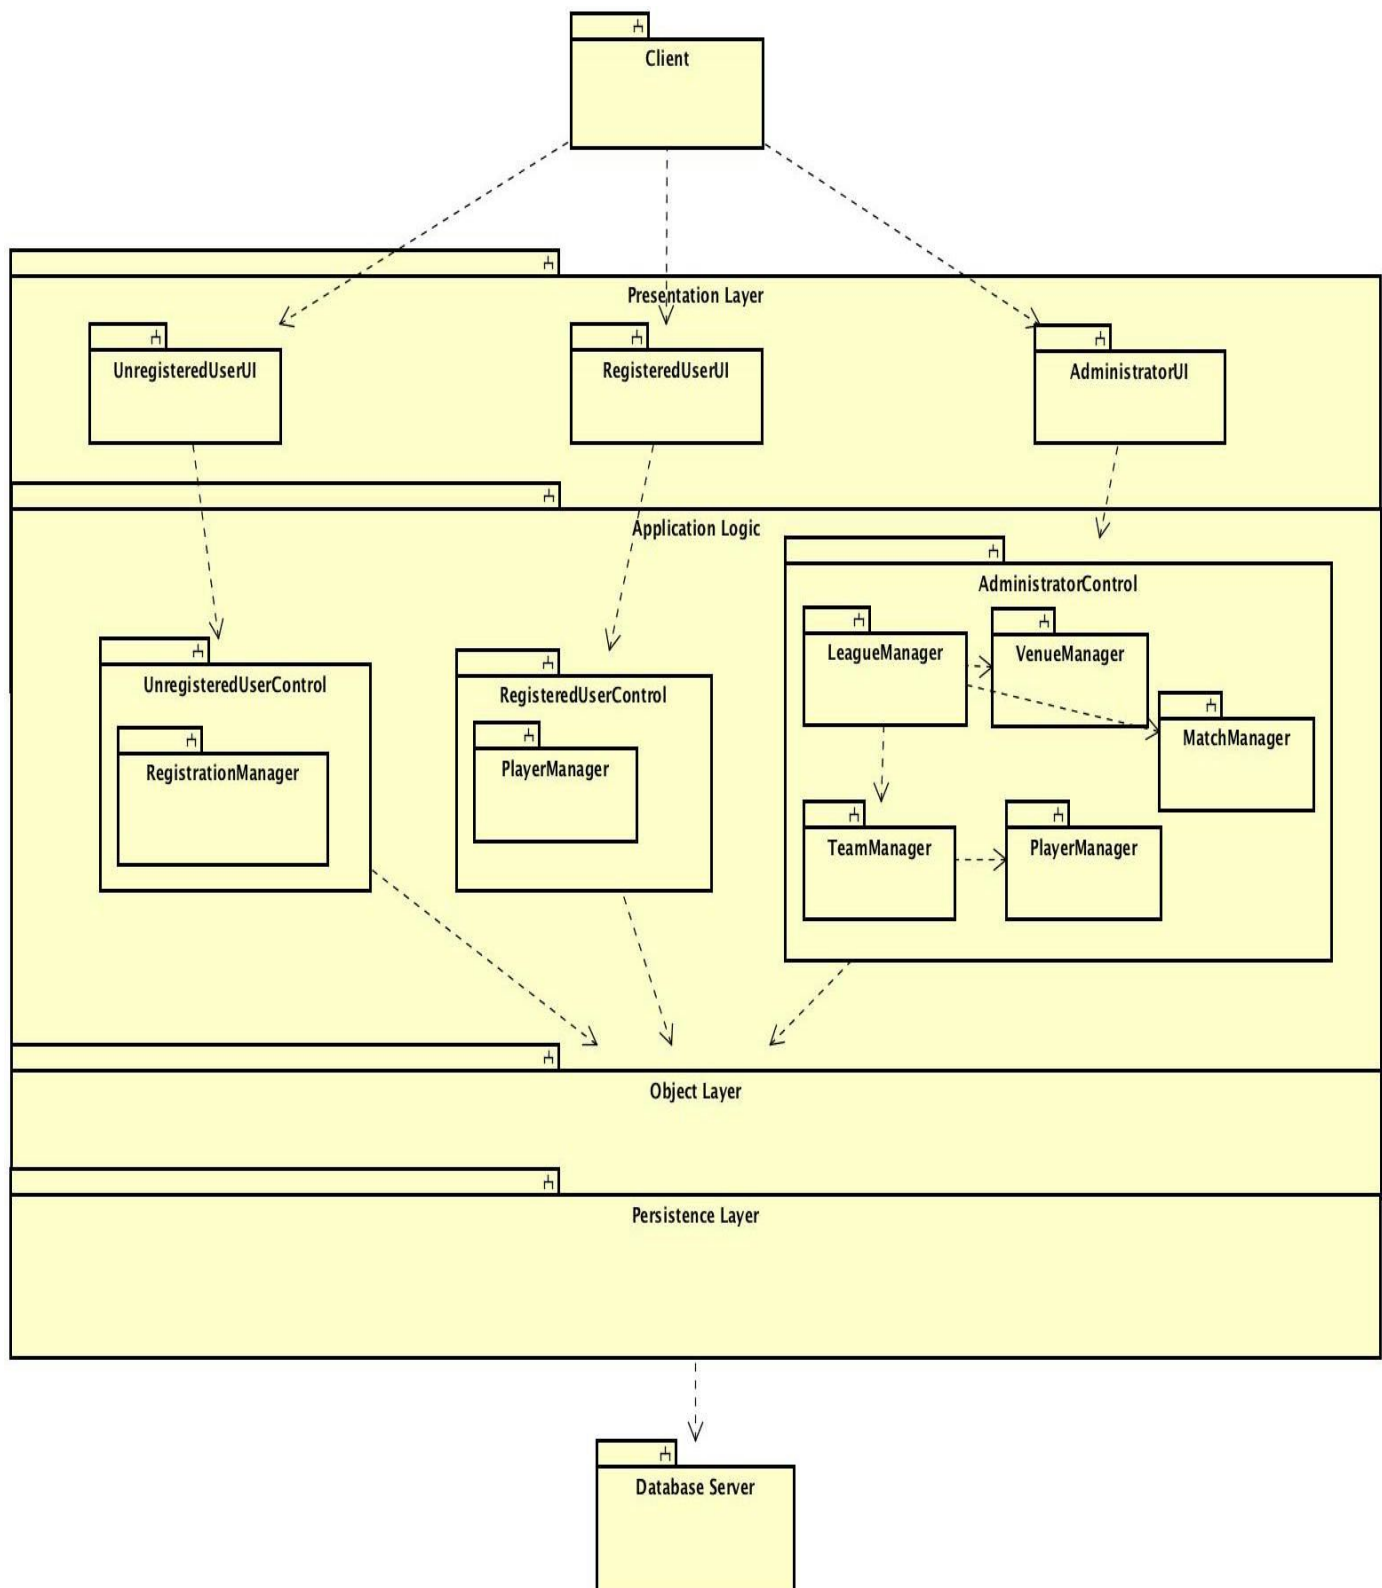 Client
Presentation Layer
UnregisteredUserUI
RegisteredUserUI
AdministratorUI
Application Logic
AdministratorControl
LeagueManager
VenueManager
UnregisteredUserControl
RegisteredUserControl
MatchManager
RegistrationManager
PlayerManager
TeamManager
PlayerManager
Object Layer
Persistence Layer
Database Server